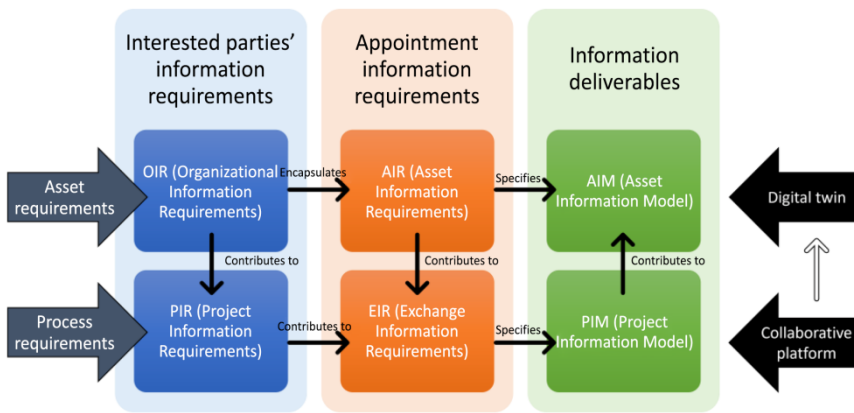 Interested parties'
information
requirements
Appointment
information
requirements
Information
deliverables
Asset
requirements
OIR (Organizational
Information
Requirements)
Encapsulates
AIR (Asset
Information
Requirements)
Specifies
AIM (Asset
Information Model)
Digital twin
Contributes to
Contributes to
Contributes to
Process
requirements
PIR (Project
Information
Requirements)
Contributes to
EIR (Exchange
Information
Requirements)
Specifies
PIM (Project
Information Model)
Collaborative
platform